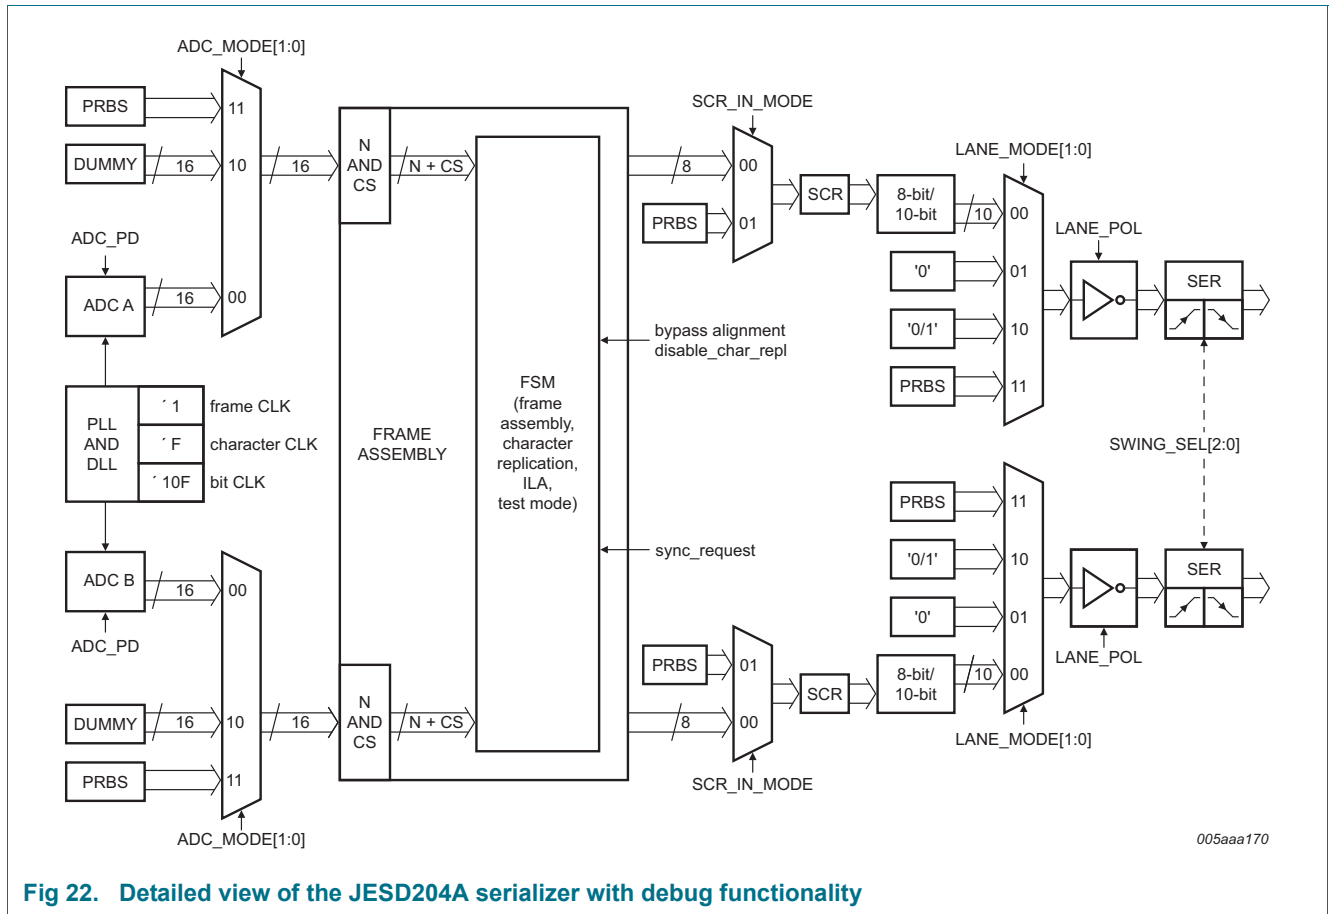 ADC_MODE[1:0]
PRBS
11
DUMMY
16
10
16
ADC_PD
ADC A
16
00
PLL
AND
DLL
´ 1
frame CLK
´ F
character CLK
´ 10F
bit CLK
ADC B
16
00
ADC_PD
DUMMY
16
10
16
PRBS
11
ADC_MODE[1:0]
N
AND
CS
N + CS
FRAME
ASSEMBLY
N
AND
CS
N + CS
FSM
(frame
assembly,
character
replication,
ILA,
test mode)
bypass alignment
disable_char_repl
sync_request
SCR_IN_MODE
8
00
PRBS
01
SCR
8-bit/
10-bit
10
LANE_MODE[1:0]
00
'0'
01
'0/1'
10
PRBS
11
LANE_POL
SER
SWING_SEL[2:0]
PRBS
11
'0/1'
10
'0'
01
8-bit/
10-bit
10
00
LANE_MODE[1:0]
LANE_POL
SER
PRBS
01
8
00
SCR
SCR_IN_MODE
005aaa170
Fig 22. Detailed view of the JESD204A serializer with debug functionality